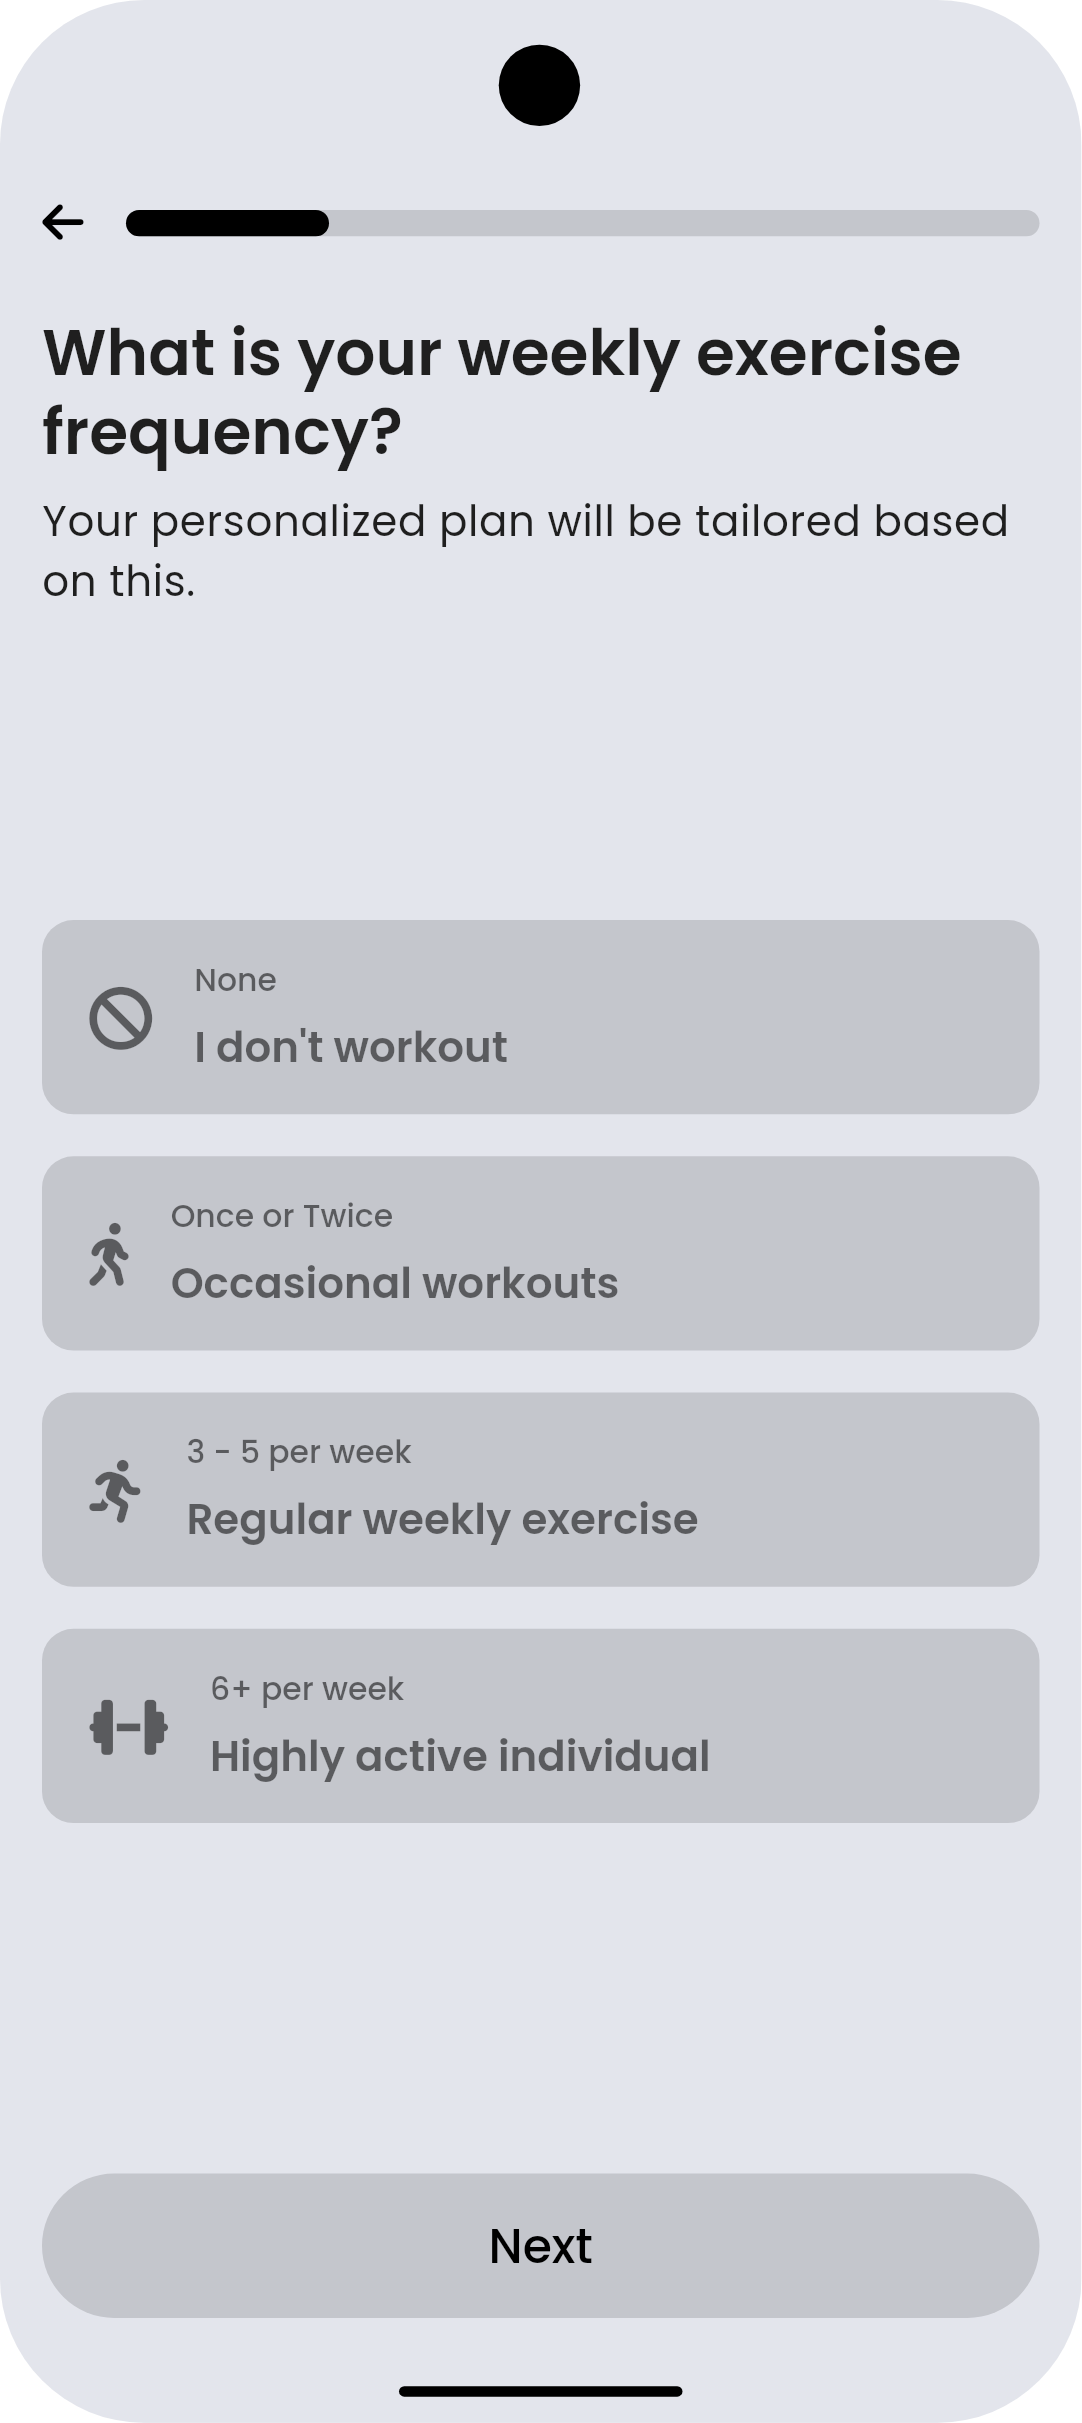 What is your weekly exercise
frequency?
Your personalized plan will be tailored based
on this.
None
I don't workout
Once or Twice
Occasional workouts
3 - 5 per week
Regular weekly exercise
6+ per week
Highly active individual
Next